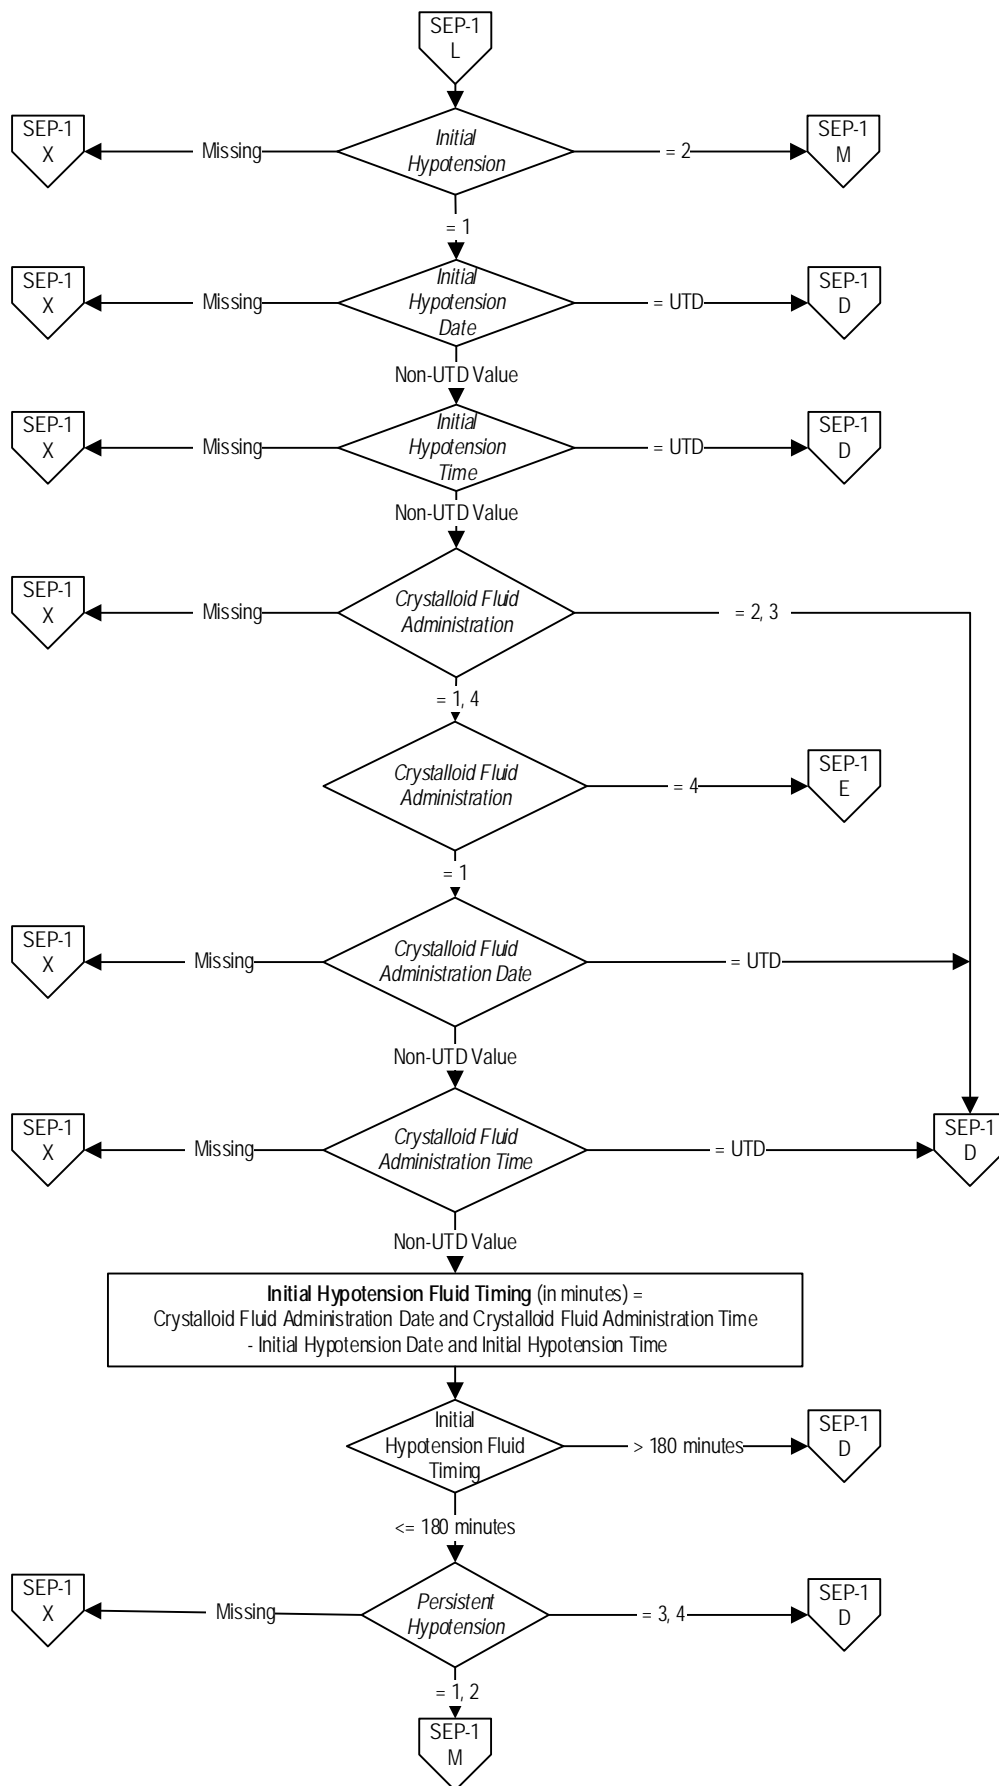 SEP-1
L
SEP-1
X
Missing
Initial
Hypotension
= 2
SEP-1
M
= 1
SEP-1
X
Missing
Initial
Hypotension
Date
= UTD
SEP-1
D
Non-UTD Value
SEP-1
X
Missing
Initial
Hypotension
Time
= UTD
SEP-1
D
Non-UTD Value
SEP-1
X
Missing
Crystalloid Fluid
Administration
= 2, 3
= 1, 4
Crystalloid Fluid
Administration
= 4
SEP-1
E
= 1
SEP-1
X
Missing
Crystalloid Fluid
Administration Date
= UTD
Non-UTD Value
SEP-1
X
Missing
Crystalloid Fluid
Administration Time
= UTD
SEP-1
D
Non-UTD Value
Initial Hypotension Fluid Timing (in minutes) =
Crystalloid Fluid Administration Date and Crystalloid Fluid Administration Time
- Initial Hypotension Date and Initial Hypotension Time
Initial
Hypotension Fluid
Timing
> 180 minutes
SEP-1
D
<= 180 minutes
SEP-1
X
Missing
Persistent
Hypotension
= 3, 4
SEP-1
D
= 1, 2
SEP-1
M